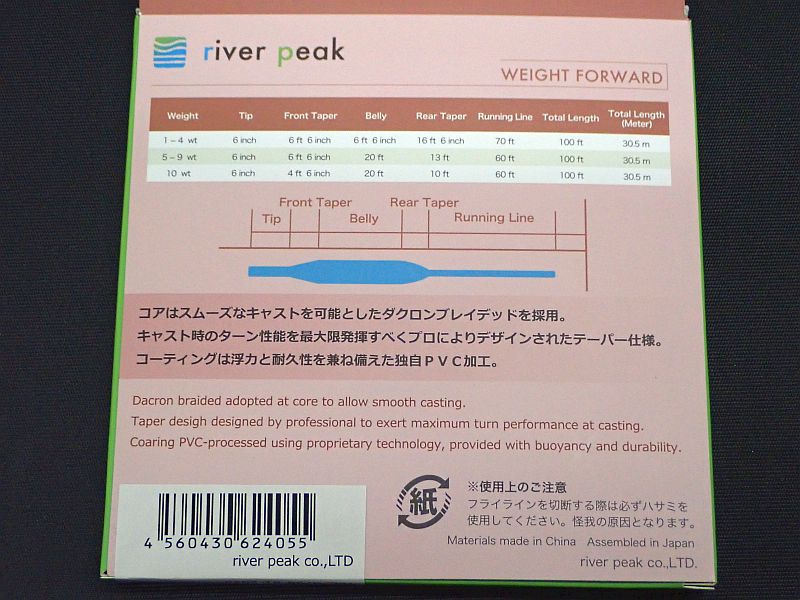 river peak
WEIGHT FORWARD
Weight Tip Front Taper Belly Rear Taper Running Line Total Length Total Length (Meter)
1–4 wt 6 inch 6 ft 6 inch 6 ft 6 inch 16 ft 6 inch 70 ft 100 ft 30.5 m
5–9 wt 6 inch 6 ft 6 inch 20 ft 13 ft 60 ft 100 ft 30.5 m
10 wt 6 inch 4 ft 6 inch 20 ft 10 ft 60 ft 100 ft 30.5 m
Front Taper Rear Taper
Tip Belly Running Line
コアはスムーズなキャストを可能としたダクロンブレイデッドを採用。
キャスト時のターン性能を最大限発揮すべくプロによりデザインされたテーパー仕様。
コーティングは浮力と耐久性を兼ね備えた独自ＰＶＣ加工。
Dacron braided adopted at core to allow smooth casting.
Taper desigh designed by professional to exert maximum turn performance at casting.
Coaring PVC-processed using proprietary technology, provided with buoyancy and durability.
4 560430 624055
river peak co.,LTD
紙
※使用上のご注意
フライラインを切断する際は必ずハサミを
使用してください。怪我の原因となります。
Materials made in China Assembled in Japan
river peak co.,LTD.